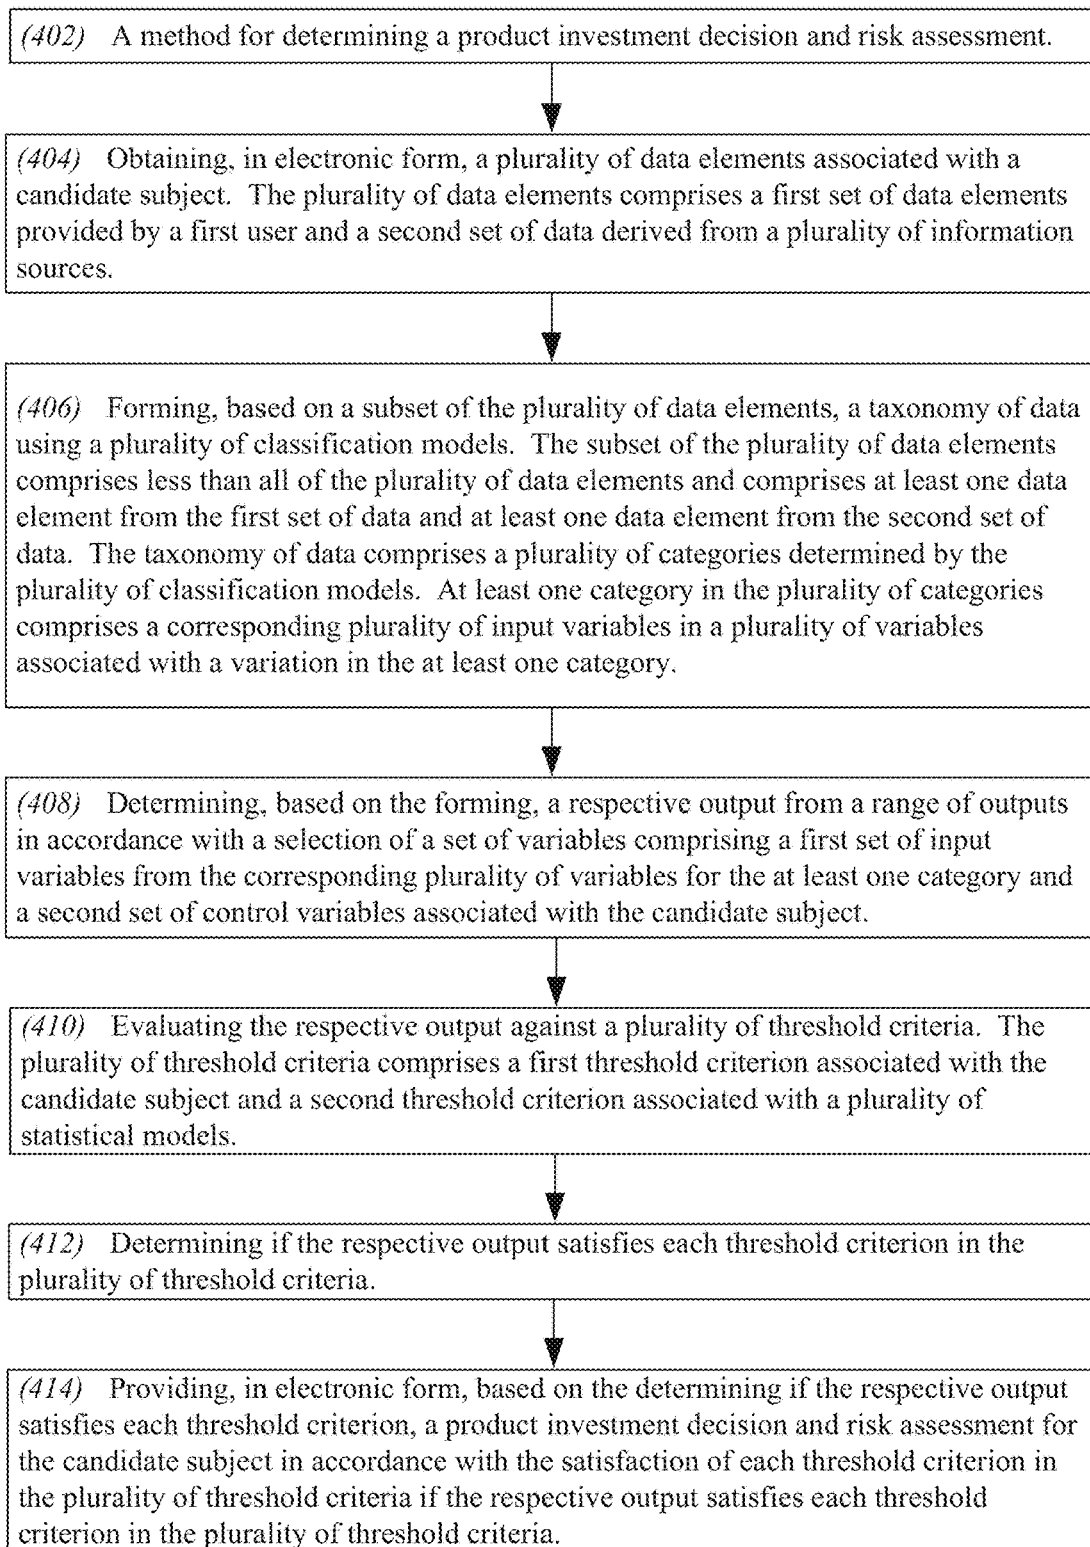 (402) A method for determining a product investment decision and risk assessment.
(404) Obtaining, in electronic form, a plurality of data elements associated with a
candidate subject. The plurality of data elements comprises a first set of data elements
provided by a first user and a second set of data derived from a plurality of information
sources.
(406) Forming, based on a subset of the plurality of data elements, a taxonomy of data
using a plurality of classification models. The subset of the plurality of data elements
comprises less than all of the plurality of data elements and comprises at least one data
element from the first set of data and at least one data element from the second set of
data. The taxonomy of data comprises a plurality of categories determined by the
plurality of classification models. At least one category in the plurality of categories
comprises a corresponding plurality of input variables in a plurality of variables
associated with a variation in the at least one category.
(408) Determining, based on the forming, a respective output from a range of outputs
in accordance with a selection of a set of variables comprising a first set of input
variables from the corresponding plurality of variables for the at least one category and
a second set of control variables associated with the candidate subject.
(410) Evaluating the respective output against a plurality of threshold criteria. The
plurality of threshold criteria comprises a first threshold criterion associated with the
candidate subject and a second threshold criterion associated with a plurality of
statistical models.
(412) Determining if the respective output satisfies each threshold criterion in the
plurality of threshold criteria.
(414) Providing, in electronic form, based on the determining if the respective output
satisfies each threshold criterion, a product investment decision and risk assessment for
the candidate subject in accordance with the satisfaction of each threshold criterion in
the plurality of threshold criteria if the respective output satisfies each threshold
criterion in the plurality of threshold criteria.